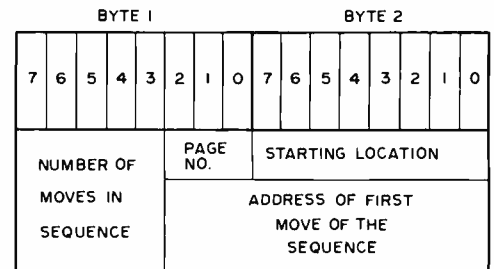 BYTE 1 BYTE 2
7 6 5 4 3 2 1 0 7 6 5 4 3 2 1 0
NUMBER OF
MOVES IN
SEQUENCE
PAGE
NO.
STARTING LOCATION
ADDRESS OF FIRST
MOVE OF THE
SEQUENCE